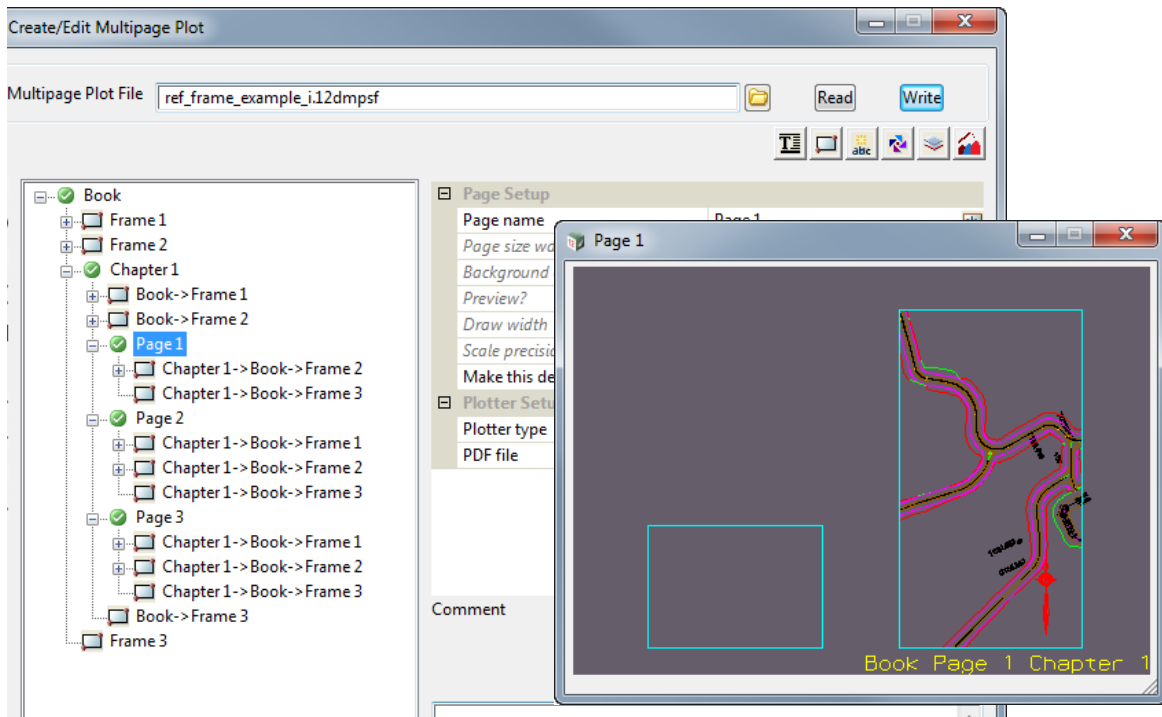 Create/Edit Multipage Plot
Multipage Plot File ref_frame_example_i.12dmpsf Read Write
abc
Book
Frame 1
Frame 2
Chapter 1
Book->Frame 1
Book->Frame 2
Page 1
Chapter 1->Book->Frame 2
Chapter 1->Book->Frame 3
Page 2
Chapter 1->Book->Frame 1
Chapter 1->Book->Frame 2
Chapter 1->Book->Frame 3
Page 3
Chapter 1->Book->Frame 1
Chapter 1->Book->Frame 2
Chapter 1->Book->Frame 3
Book->Frame 3
Frame 3
Page Setup
Page name Page 1
Page size
Background
Preview?
Draw width
Scale
Make this
Plotter
Plotter type
PDF file
Comment
Page 1
Book Page 1 Chapter 1